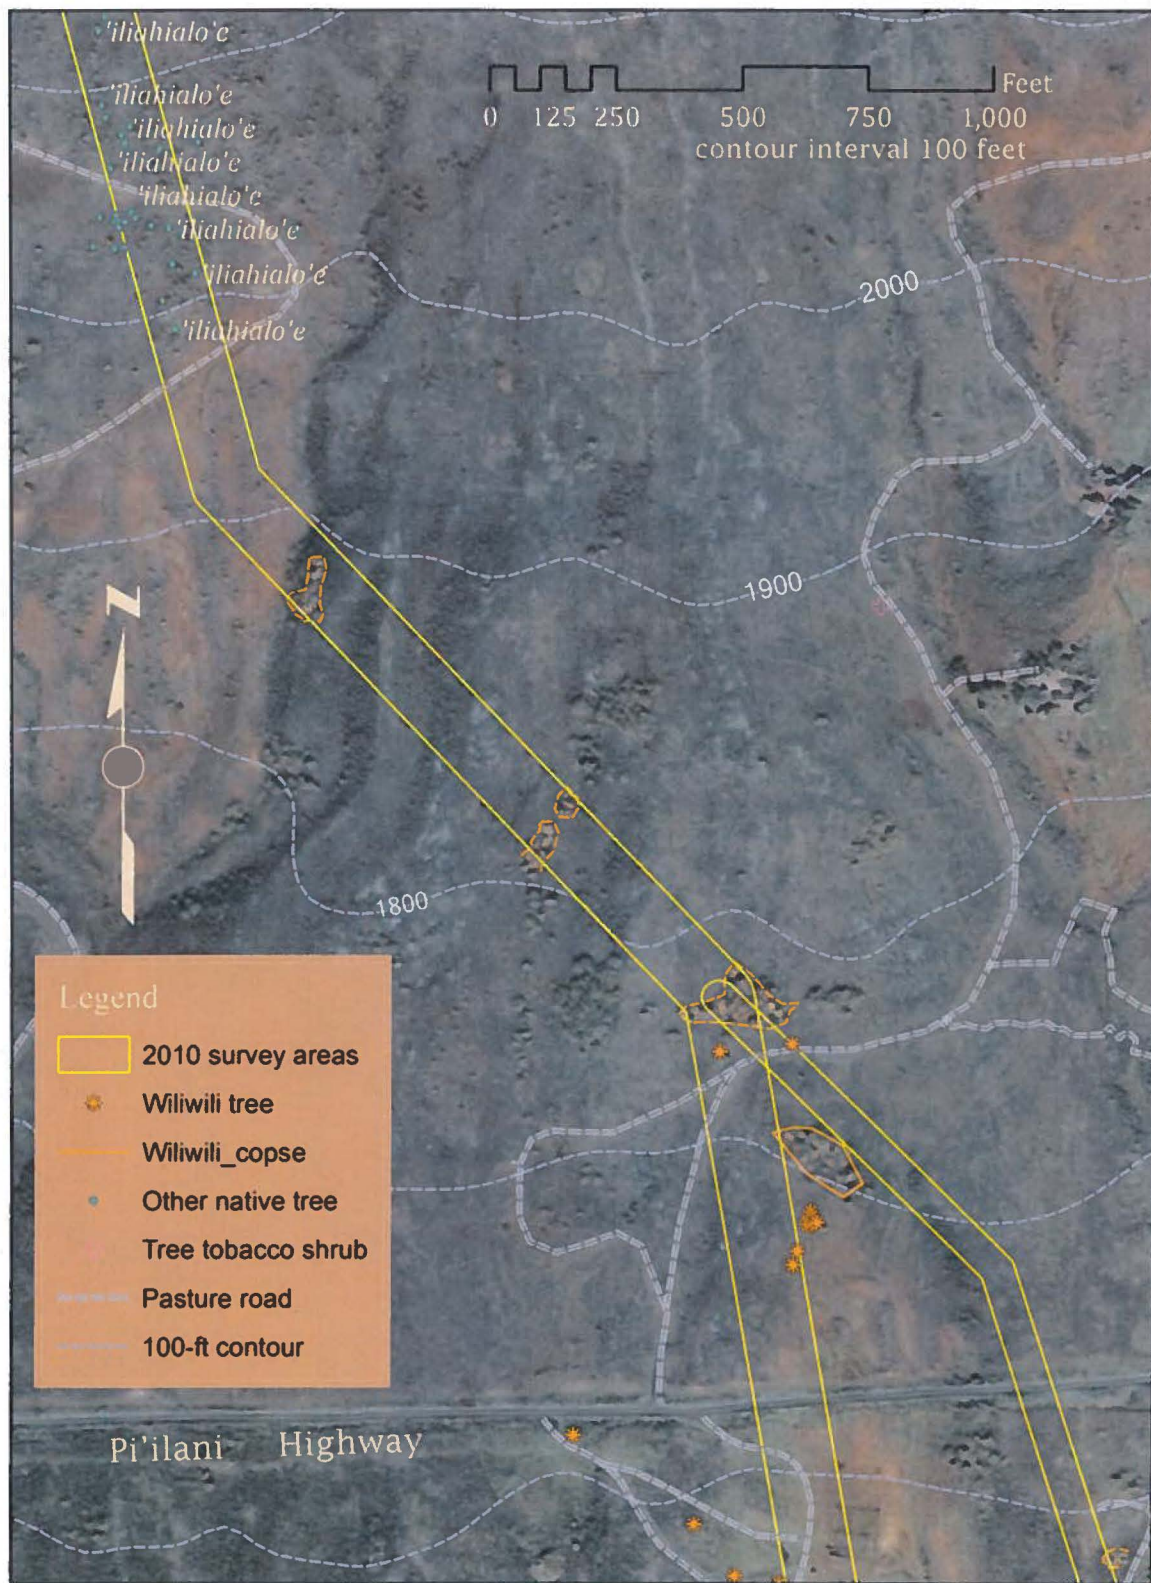 'iliahialo'e
'iliahialo'e
'iliahialo'e
'iliahialo'e
'iliahialo'e
'iliahialo'e
'iliahialo'e
'iliahialo'e
Feet
0 125 250 500 750 1,000
contour interval 100 feet
2000
1900
N
1800
Legend
2010 survey areas
Wiliwili tree
Wiliwili_copse
Other native tree
Tree tobacco shrub
Pasture road
100-ft contour
Pi'ilani Highway